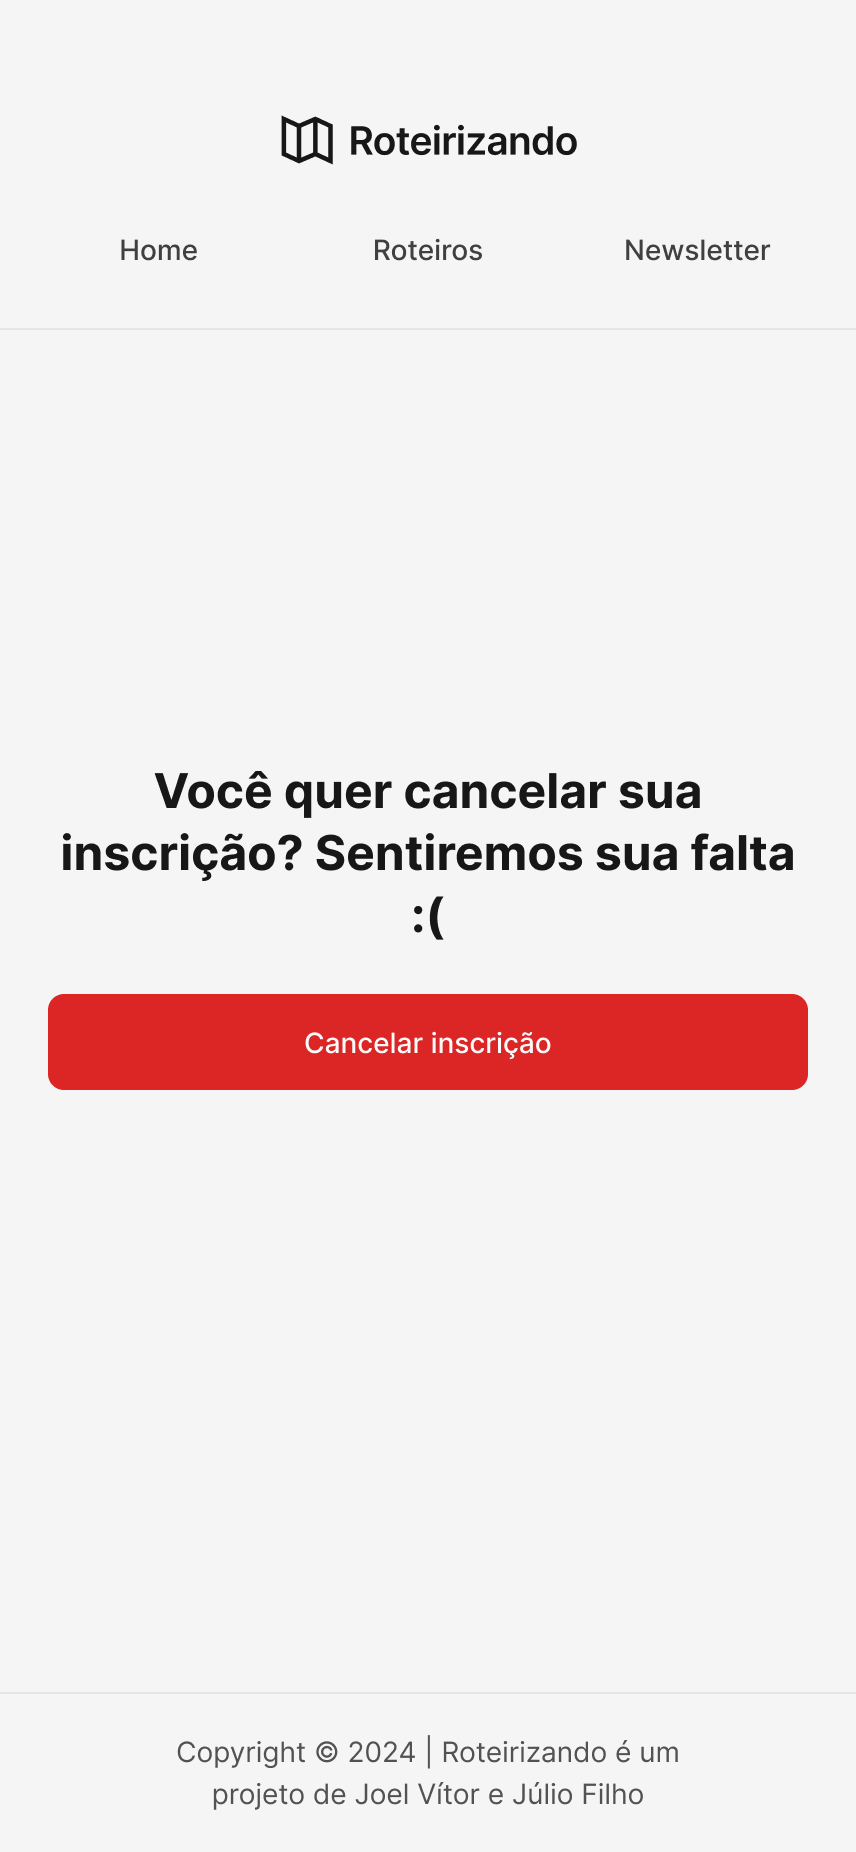 Roteirizando
Home
Roteiros
Newsletter
Você quer cancelar sua
inscrição? Sentiremos sua falta
:(
Cancelar inscrição
Copyright © 2024 | Roteirizando é um
projeto de Joel Vítor e Júlio Filho